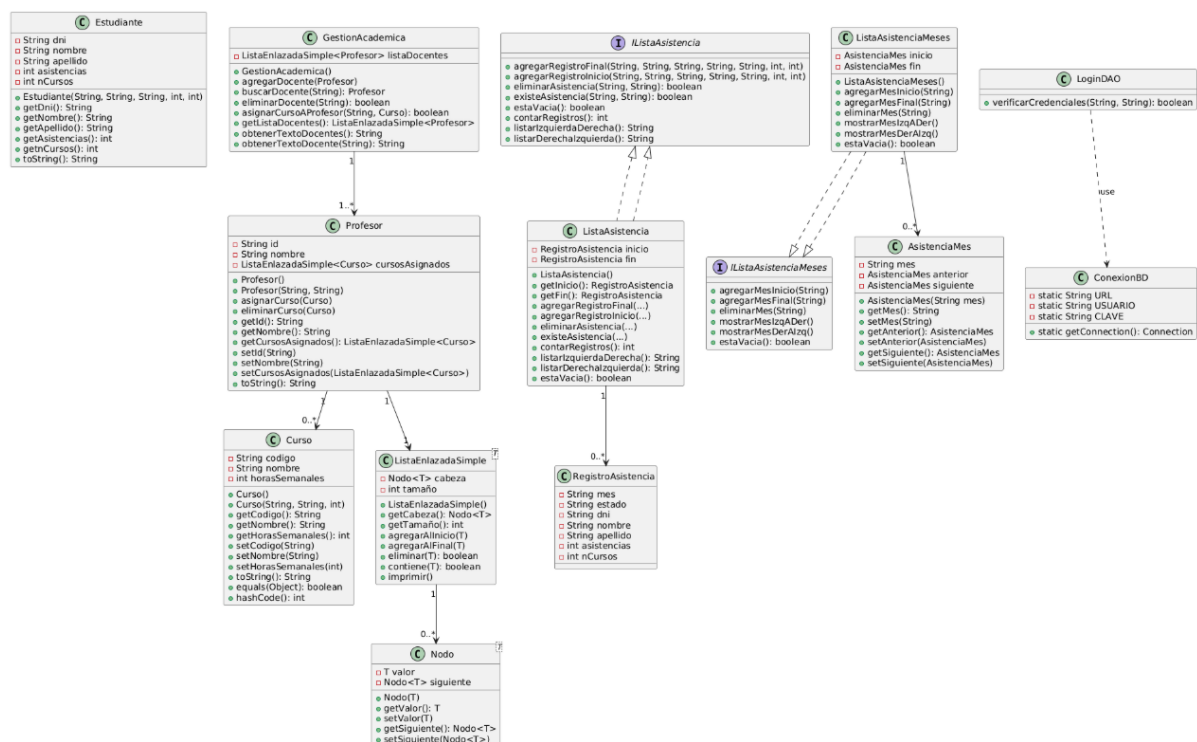 C Estudiante
String dni
String nombre
String apellido
int asistencias
int nCursos
Estudiante(String, String, String, int, int)
getDni(): String
getNombre(): String
getApellido(): String
getAsistencias(): int
getnCursos(): int
toString(): String
C GestionAcademica
ListaEnlazadaSimple<Profesor> listaDocentes
GestionAcademica()
agregarDocente(Profesor)
buscarDocente(String): Profesor
eliminarDocente(String): boolean
asignarCursoAProfesor(String, Curso): boolean
getListaDocentes(): ListaEnlazadaSimple<Profesor>
obtenerTextoDocentes(): String
obtenerTextoDocente(String): String
I IListaAsistencia
agregarRegistroFinal(String, String, String, String, String, int, int)
agregarRegistroInicio(String, String, String, String, String, int, int)
eliminarAsistencia(String, String): boolean
existeAsistencia(String, String): boolean
estaVacia(): boolean
contarRegistros(): int
listarIzquierdaDerecha(): String
listarDerechaIzquierda(): String
C ListaAsistenciaMeses
AsistenciaMes inicio
AsistenciaMes fin
ListaAsistenciaMeses()
agregarMesInicio(String)
agregarMesFinal(String)
eliminarMes(String)
mostrarMesIzqADer()
mostrarMesDerAIzq()
estaVacia(): boolean
C LoginDAO
verificarCredenciales(String, String): boolean
1
1..*
1
0..*
use
C Profesor
String id
String nombre
ListaEnlazadaSimple<Curso> cursosAsignados
Profesor()
Profesor(String, String)
asignarCurso(Curso)
eliminarCurso(Curso)
getId(): String
getNombre(): String
getCursosAsignados(): ListaEnlazadaSimple<Curso>
setId(String)
setNombre(String)
setCursosAsignados(ListaEnlazadaSimple<Curso>)
toString(): String
C ListaAsistencia
RegistroAsistencia inicio
RegistroAsistencia fin
ListaAsistencia()
getInicio(): RegistroAsistencia
getFin(): RegistroAsistencia
agregarRegistroFinal(...)
agregarRegistroInicio(...)
eliminarAsistencia(...)
existeAsistencia(...)
contarRegistros(): int
listarIzquierdaDerecha(): String
listarDerechaIzquierda(): String
estaVacia(): boolean
I IListaAsistenciaMeses
agregarMesInicio(String)
agregarMesFinal(String)
eliminarMes(String)
mostrarMesIzqADer()
mostrarMesDerAIzq()
estaVacia(): boolean
C AsistenciaMes
String mes
AsistenciaMes anterior
AsistenciaMes siguiente
AsistenciaMes(String mes)
getMes(): String
setMes(String)
getAnterior(): AsistenciaMes
setAnterior(AsistenciaMes)
getSiguiente(): AsistenciaMes
setSiguiente(AsistenciaMes)
C ConexionBD
static String URL
static String USUARIO
static String CLAVE
static getConnection(): Connection
1
0..*
1
1
1
0..*
C Curso
String codigo
String nombre
int horasSemanales
Curso()
Curso(String, String, int)
getCodigo(): String
getNombre(): String
getHorasSemanales(): int
setCodigo(String)
setNombre(String)
setHorasSemanales(int)
toString(): String
equals(Object): boolean
hashCode(): int
C ListaEnlazadaSimple T
Nodo<T> cabeza
int tamaño
ListaEnlazadaSimple()
getCabeza(): Nodo<T>
getTamaño(): int
agregarAlInicio(T)
agregarAlFinal(T)
eliminar(T): boolean
contiene(T): boolean
imprimir()
C RegistroAsistencia
String mes
String estado
String dni
String nombre
String apellido
int asistencias
int nCursos
1
0..*
C Nodo T
T valor
Nodo<T> siguiente
Nodo(T)
getValor(): T
setValor(T)
getSiguiente(): Nodo<T>
setSiguiente(Nodo<T>)